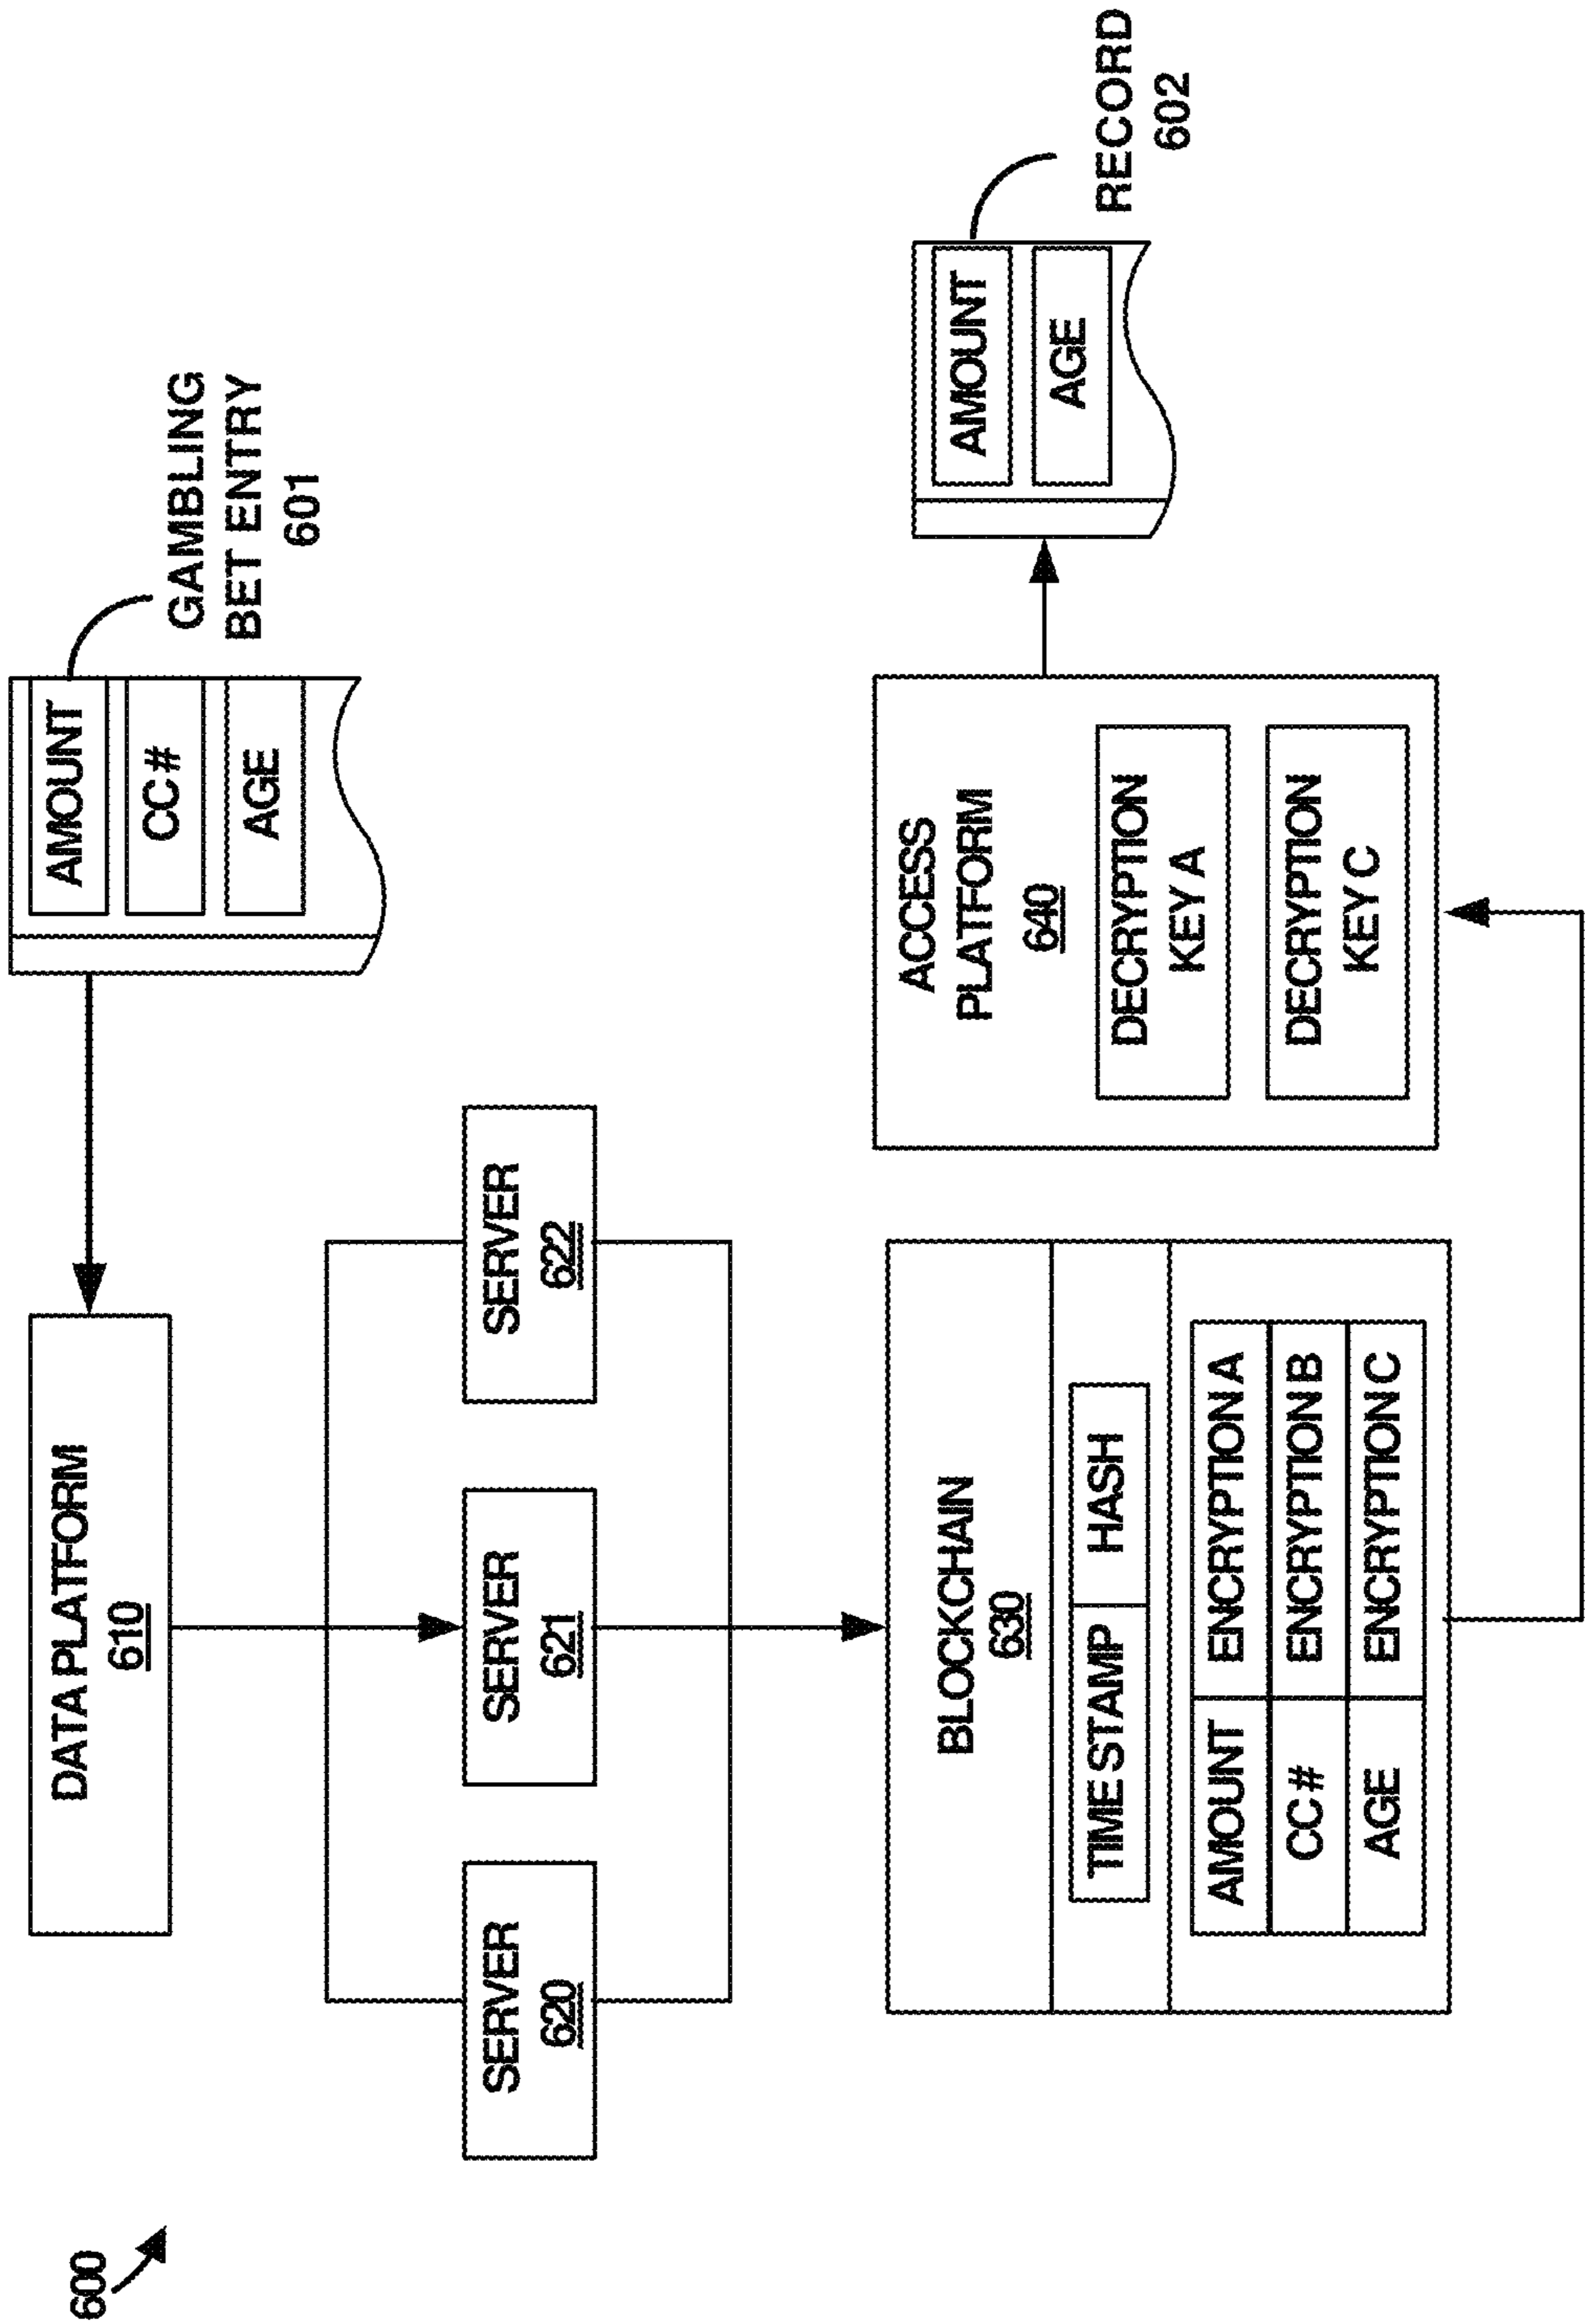 600
DATA PLATFORM
610
AMOUNT
CC #
AGE
GAMBLING
BET ENTRY
601
SERVER
620
SERVER
621
SERVER
622
BLOCKCHAIN
630
TIME STAMP HASH
AMOUNT ENCRYPTION A
CC # ENCRYPTION B
AGE ENCRYPTION C
ACCESS
PLATFORM
640
DECRYPTION
KEY A
DECRYPTION
KEY C
AMOUNT
AGE
RECORD
602